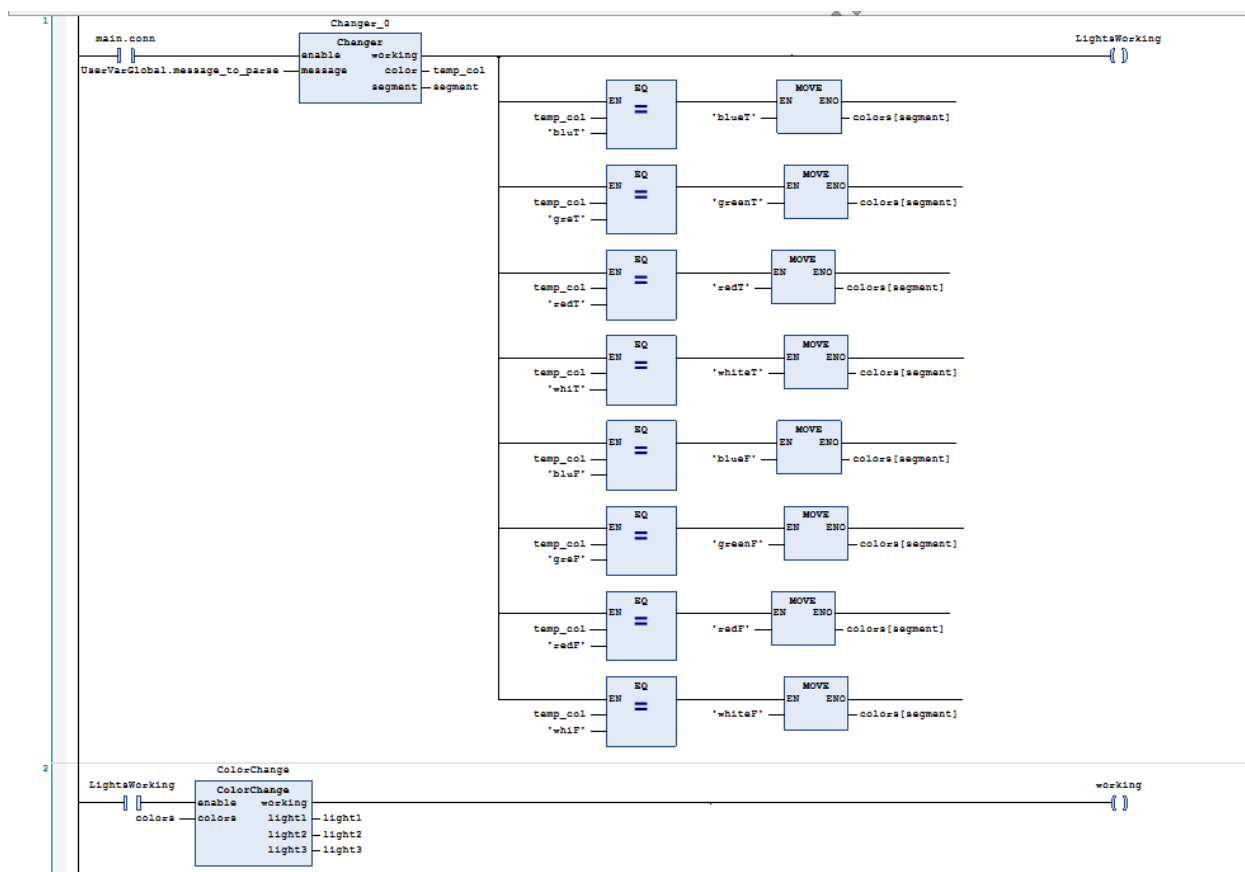 1
Changer_0
main.conn
Changer
LightsWorking
enable working
UserVarGlobal.message_to_parse message color temp_col
segment segment
EQ MOVE
EN EN ENO
= 
temp_col 'blueT' colors[segment]
'bluT'
EQ MOVE
EN EN ENO
=
temp_col 'greenT' colors[segment]
'greT'
EQ MOVE
EN EN ENO
=
temp_col 'redT' colors[segment]
'redT'
EQ MOVE
EN EN ENO
=
temp_col 'whiteT' colors[segment]
'whiT'
EQ MOVE
EN EN ENO
=
temp_col 'blueF' colors[segment]
'bluF'
EQ MOVE
EN EN ENO
=
temp_col 'greenF' colors[segment]
'greF'
EQ MOVE
EN EN ENO
=
temp_col 'redF' colors[segment]
'redF'
EQ MOVE
EN EN ENO
=
temp_col 'whiteF' colors[segment]
'whiF'
2
ColorChange
LightsWorking
ColorChange
working
enable working
colors colors light1 light1
light2 light2
light3 light3